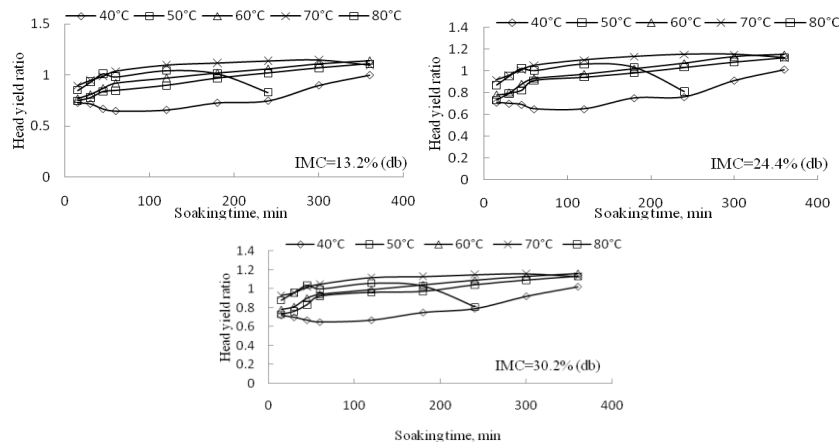 40°C 50°C 60°C 70°C 80°C
1.5
1
0.5
0
Head yield ratio
IMC=13.2% (db)
0 100 200 300 400
Soaking time, min
40°C 50°C 60°C 70°C 80°C
1.4
1.2
1
0.8
0.6
0.4
0.2
0
Head yield ratio
IMC=24.4% (db)
0 100 200 300 400
Soaking time, min
40°C 50°C 60°C 70°C 80°C
1.4
1.2
1
0.8
0.6
0.4
0.2
0
Head yield ratio
IMC=30.2% (db)
0 100 200 300 400
Soaking time, min